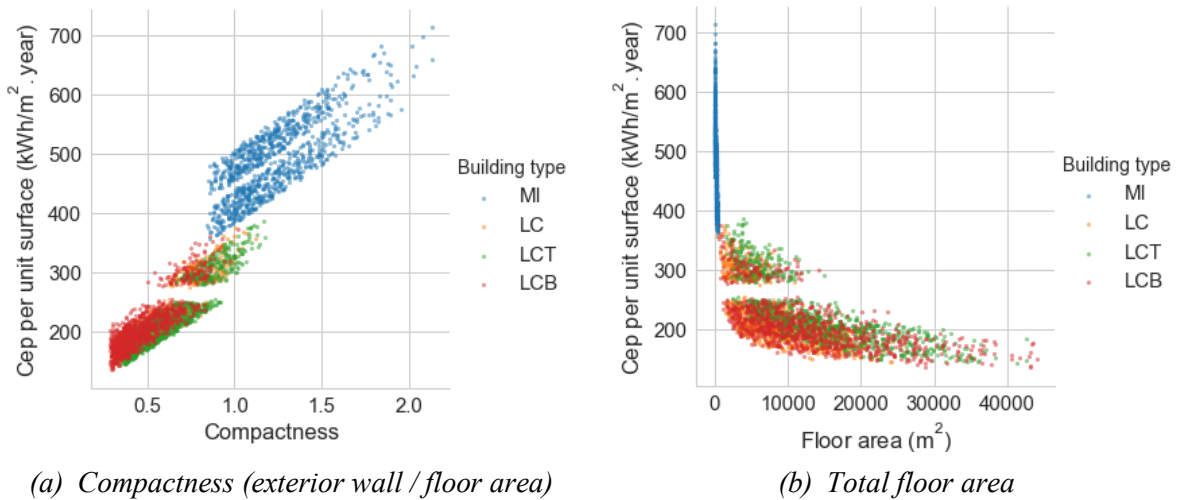 Cep per unit surface (kWh/m². year)
700
600
500
400
300
200
0.5 1.0 1.5 2.0
Compactness
Building type
MI
LC
LCT
LCB
(a) Compactness (exterior wall / floor area)
Cep per unit surface (kWh/m². year)
700
600
500
400
300
200
0 10000 20000 30000 40000
Floor area (m²)
Building type
MI
LC
LCT
LCB
(b) Total floor area